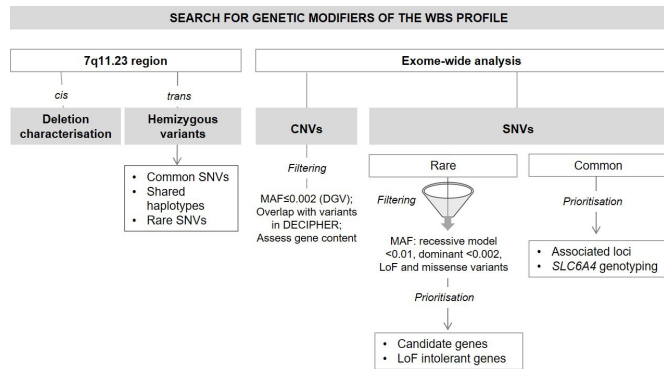 SEARCH FOR GENETIC MODIFIERS OF THE WBS PROFILE
7q11.23 region
Exome-wide analysis
cis
trans
Deletion
characterisation
Hemizygous
variants
CNVs
SNVs
• Common SNVs
• Shared
haplotypes
• Rare SNVs
Filtering
MAF≤0.002 (DGV);
Overlap with variants
in DECIPHER;
Assess gene content
Rare
Common
Filtering
MAF: recessive model
<0.01, dominant <0.002,
LoF and missense variants
Prioritisation
• Candidate genes
• LoF intolerant genes
Prioritisation
• Associated loci
• SLC6A4 genotyping